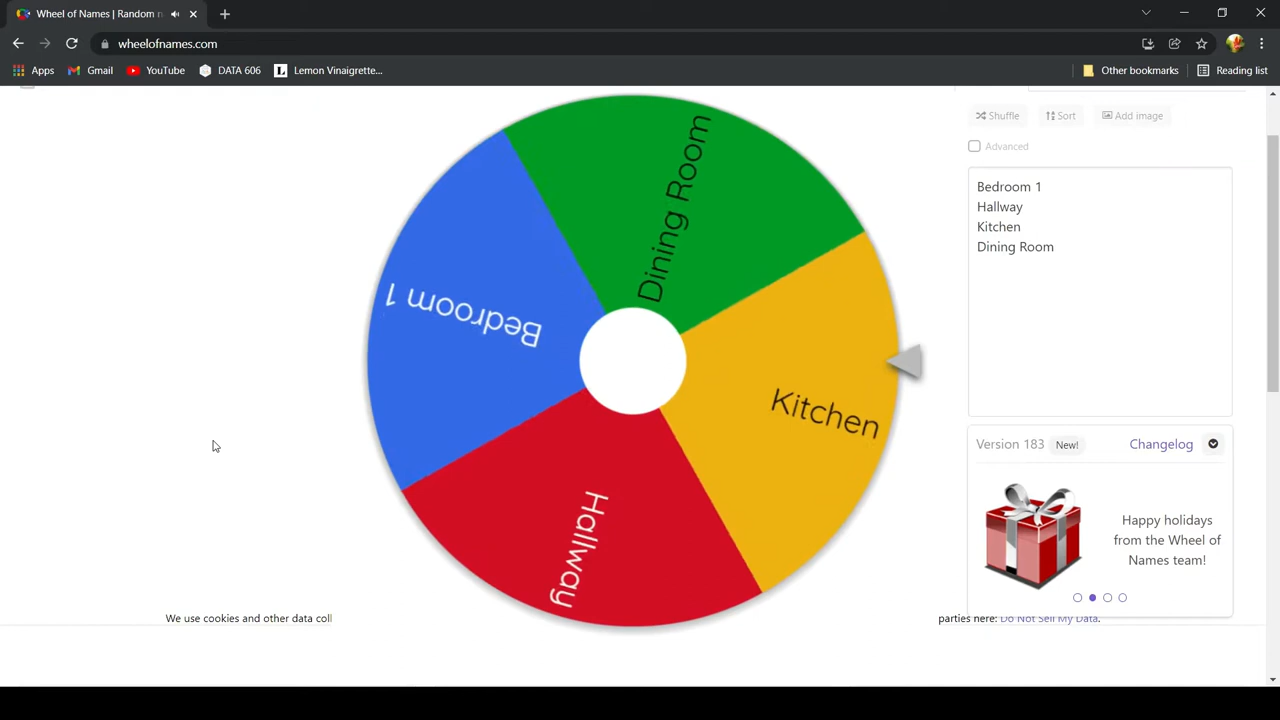 Wheel of Names | Random n
wheelofnames.com
Apps
Gmail
YouTube
DATA 606
L
Lemon Vinaigrette...
Other bookmarks
Reading list
Shuffle
Sort
Add image
Advanced
Bedroom 1
Hallway
Kitchen
Dining Room
Dining Room
Bedroom 1
Kitchen
Hallway
Version 183
New!
Changelog
Happy holidays
from the Wheel of
Names team!
We use cookies and other data coll
parties here: Do Not Sell My Data.